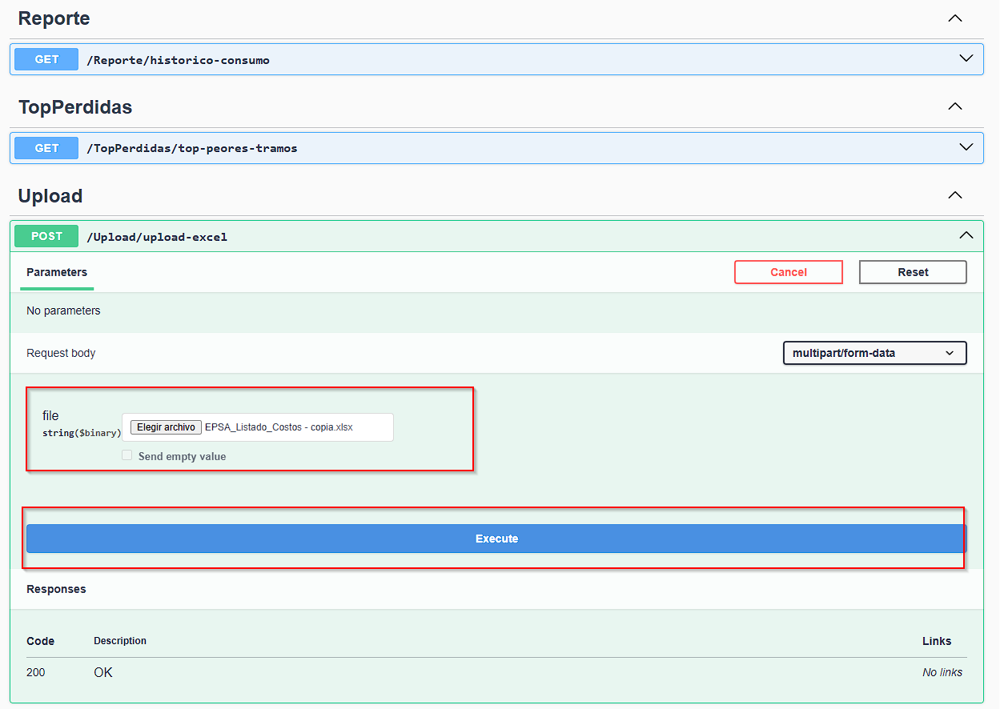 Reporte
GET /Reporte/historico-consumo
TopPerdidas
GET /TopPerdidas/top-peores-tramos
Upload
POST /Upload/upload-excel
Parameters Cancel Reset
No parameters
Request body multipart/form-data
file
string($binary) Elegir archivo EPSA_Listado_Costos - copia.xlsx
Send empty value
Execute
Responses
Code Description Links
200 OK No links